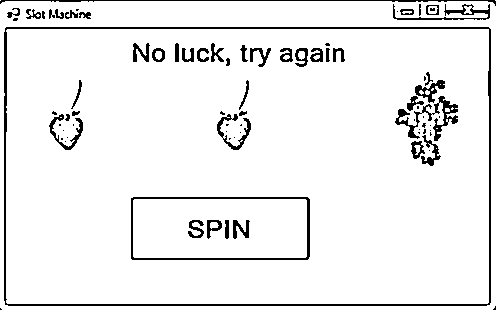 Slot Machine
No luck, try again
SPIN